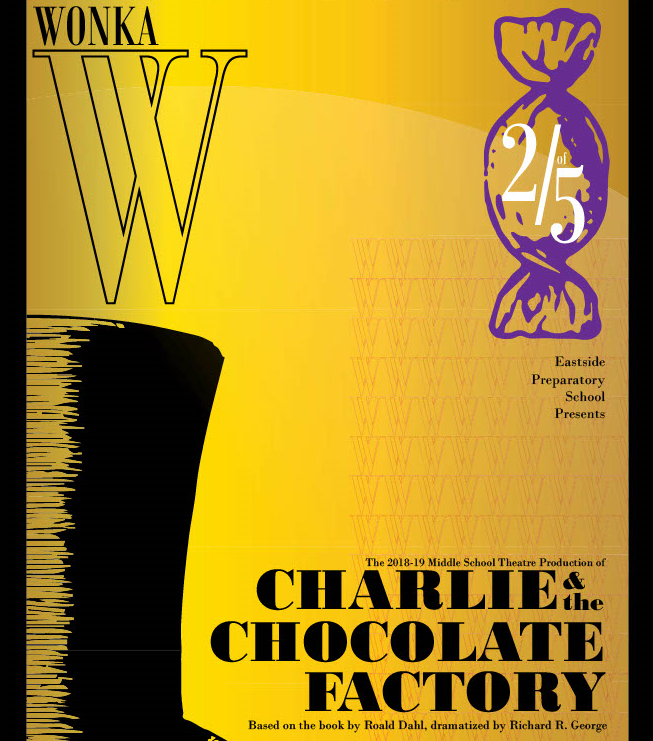 WONKA
W
2/5
of
Eastside
Preparatory
School
Presents
The 2018-19 Middle School Theatre Production of
CHARLIE &
the
CHOCOLATE
FACTORY
Based on the book by Roald Dahl, dramatized by Richard R. George